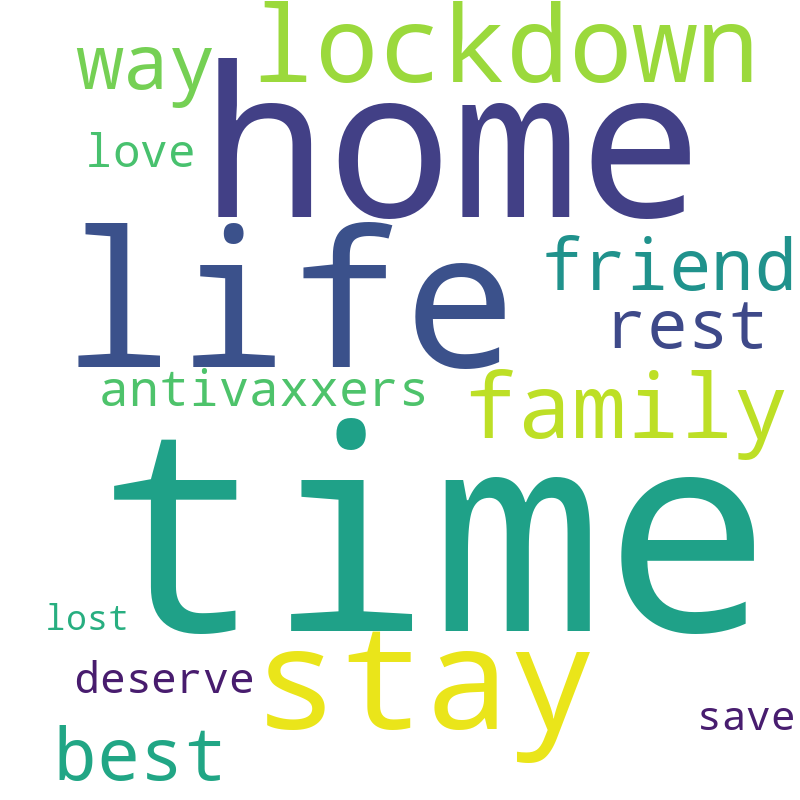 lockdown
way
home
love
life
friend
rest
antivaxxers
family
time
lost
stay
deserve
save
best